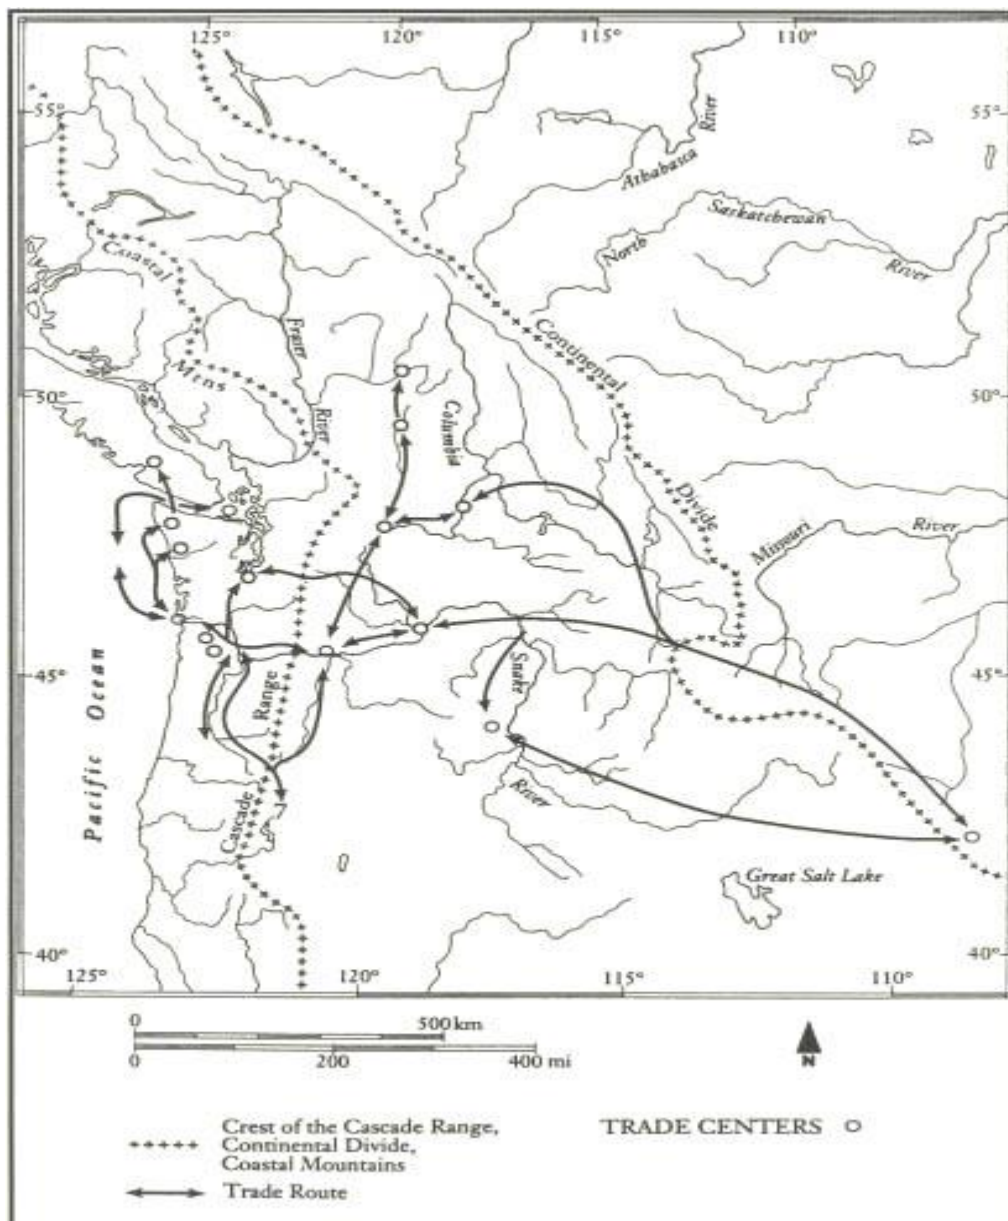 125°
120°
115°
110°
55°
55°
River
Athabasca
Saskatchewan
North
River
Coastal
Mtns
Fraser
River
Continental
Divide
50°
50°
Columbia
Missouri
River
45°
45°
Pacific Ocean
Range
Cascade
Snake
River
Great Salt Lake
40°
40°
125°
120°
115°
110°
0 500 km
0 200 400 mi
N
Crest of the Cascade Range,
Continental Divide,
Coastal Mountains
Trade Route
TRADE CENTERS